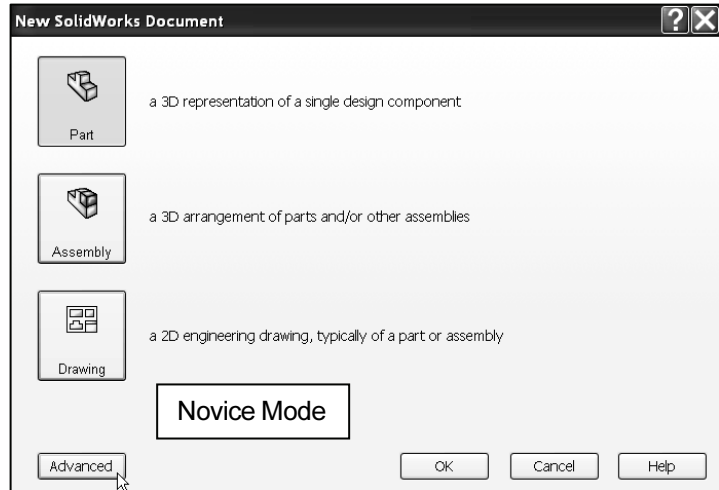 New SolidWorks Document
Part
a 3D representation of a single design component
Assembly
a 3D arrangement of parts and/or other assemblies
Drawing
a 2D engineering drawing, typically of a part or assembly
Novice Mode
Advanced
OK
Cancel
Help